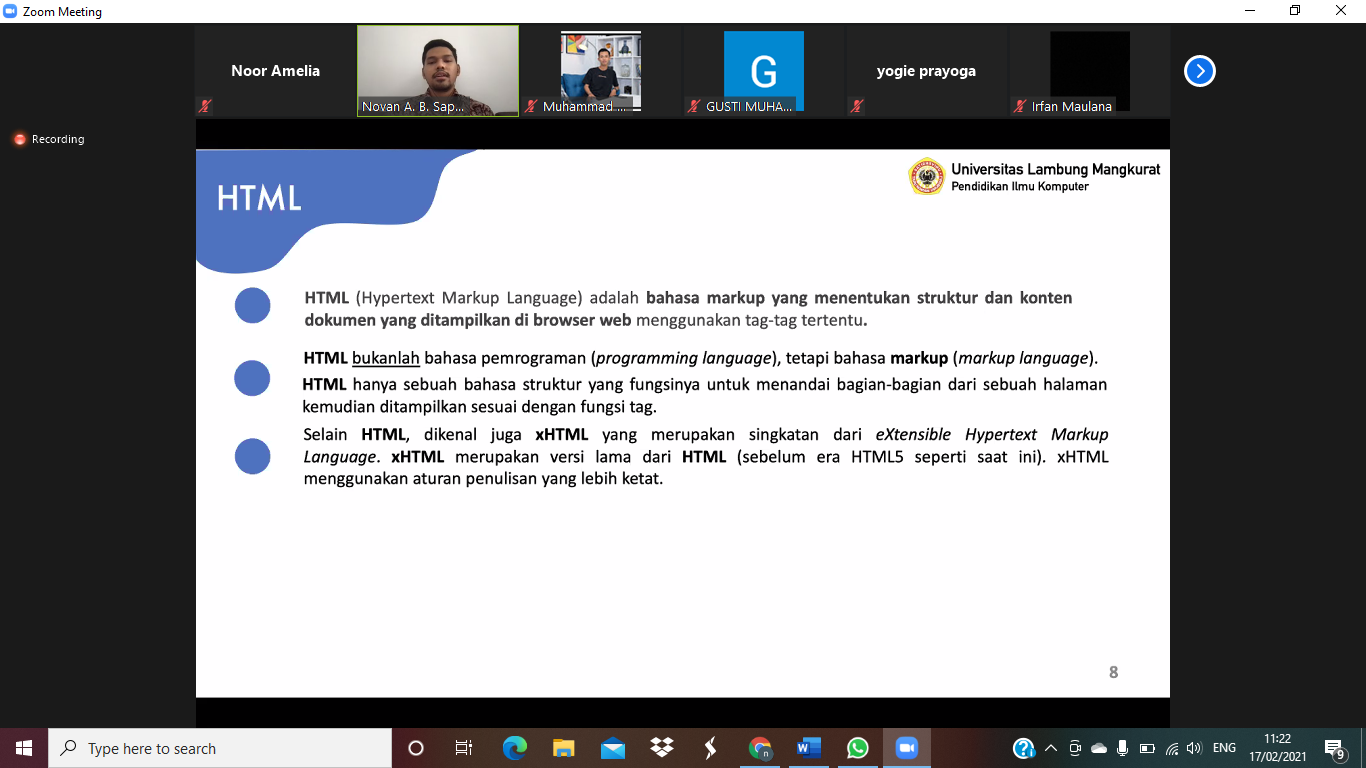 Zoom Meeting
Noor Amelia
Novan A. B. Sap...
Muhammad ...
G
GUSTI MUHA...
yogie prayoga
Irfan Maulana
Recording
HTML
Universitas Lambung Mangkurat
Pendidikan Ilmu Komputer
HTML (Hypertext Markup Language) adalah bahasa markup yang menentukan struktur dan konten
dokumen yang ditampilkan di browser web menggunakan tag-tag tertentu.
HTML bukanlah bahasa pemrograman (programming language), tetapi bahasa markup (markup language).
HTML hanya sebuah bahasa struktur yang fungsinya untuk menandai bagian-bagian dari sebuah halaman
kemudian ditampilkan sesuai dengan fungsi tag.
Selain HTML, dikenal juga xHTML yang merupakan singkatan dari eXtensible Hypertext Markup
Language. xHTML merupakan versi lama dari HTML (sebelum era HTML5 seperti saat ini). xHTML
menggunakan aturan penulisan yang lebih ketat.
8
Type here to search
ENG
11:22
17/02/2021
9